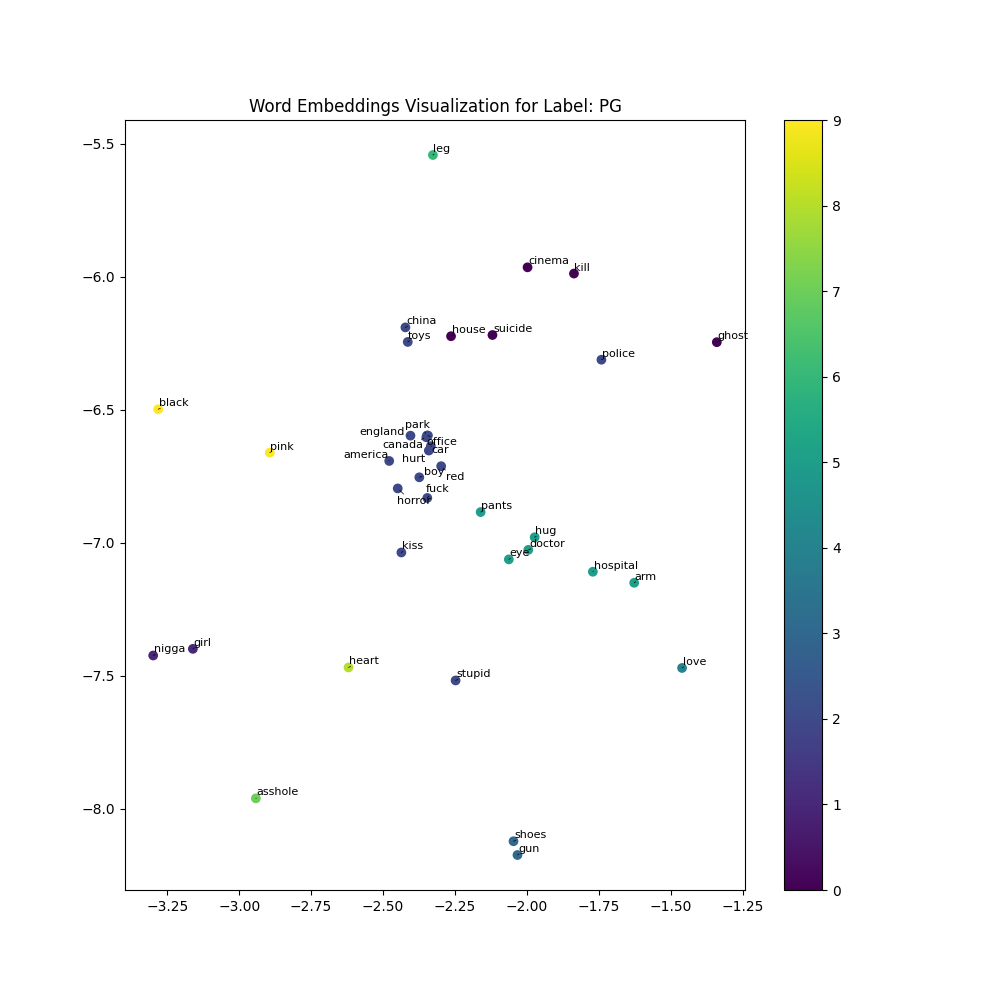 Word Embeddings Visualization for Label: PG
−5.5
−6.0
−6.5
−7.0
−7.5
−8.0
leg
cinema
kill
china
toys
house
suicide
ghost
police
black
pink
park
england
canada
office
car
america
hurt
boy
red
fuck
horror
pants
hug
doctor
eye
kiss
hospital
arm
nigga
girl
heart
stupid
love
asshole
shoes
gun
−3.25
−3.00
−2.75
−2.50
−2.25
−2.00
−1.75
−1.50
−1.25
9
8
7
6
5
4
3
2
1
0